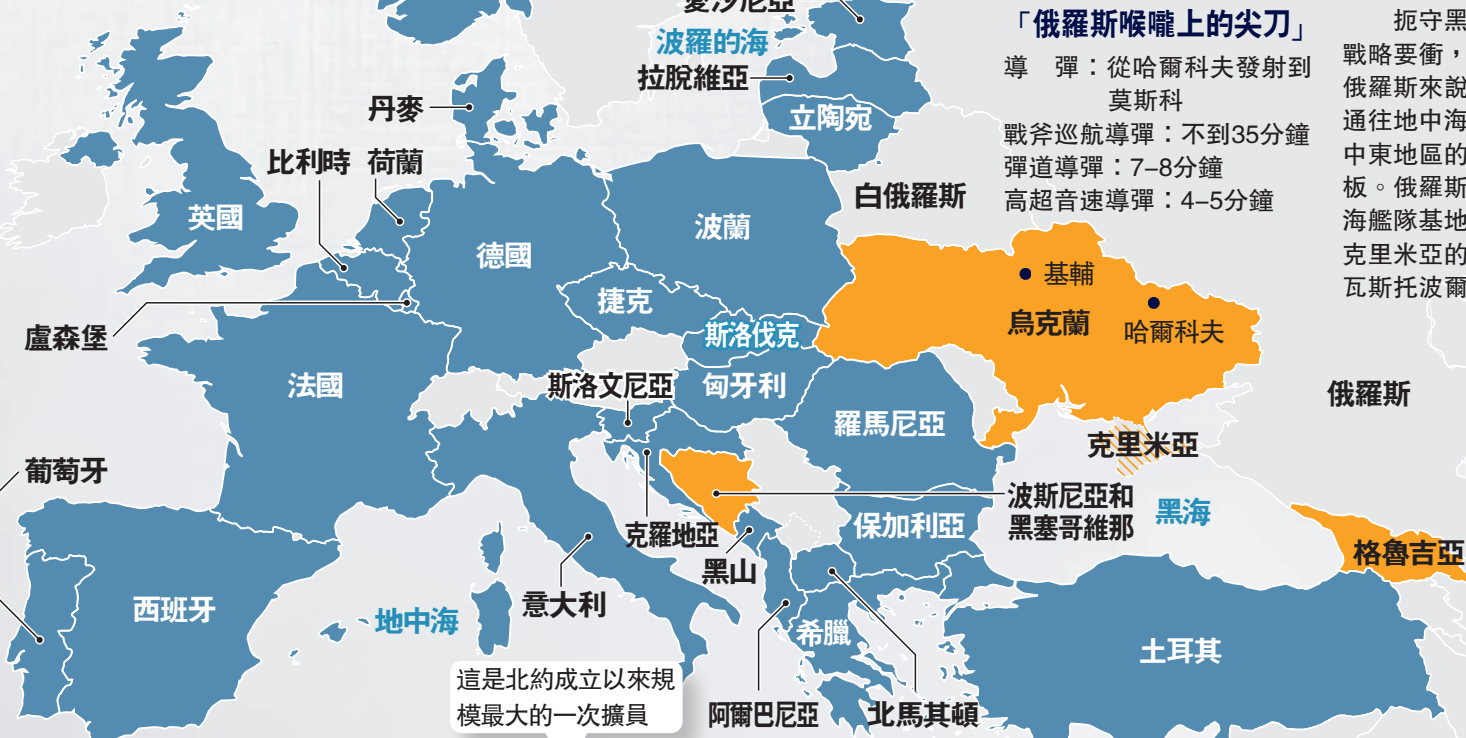 愛沙尼亞
波羅的海
拉脫維亞
立陶宛
丹麥
比利時 荷蘭
英國
德國
波蘭
白俄羅斯
盧森堡
捷克
斯洛伐克
法國
斯洛文尼亞
匈牙利
羅馬尼亞
基輔
烏克蘭
哈爾科夫
俄羅斯
克里米亞
葡萄牙
波斯尼亞和
黑塞哥維那
黑海
克羅地亞
黑山
保加利亞
格魯吉亞
意大利
西班牙
地中海
希臘
土耳其
阿爾巴尼亞
北馬其頓
這是北約成立以來規
模最大的一次擴員
「俄羅斯喉嚨上的尖刀」
導　彈：從哈爾科夫發射到
莫斯科
戰斧巡航導彈：不到35分鐘
彈道導彈：7–8分鐘
高超音速導彈：4–5分鐘
扼守黑
戰略要衝，
俄羅斯來說
通往地中海
中東地區的
板。俄羅斯
海艦隊基地
克里米亞的
瓦斯托波爾